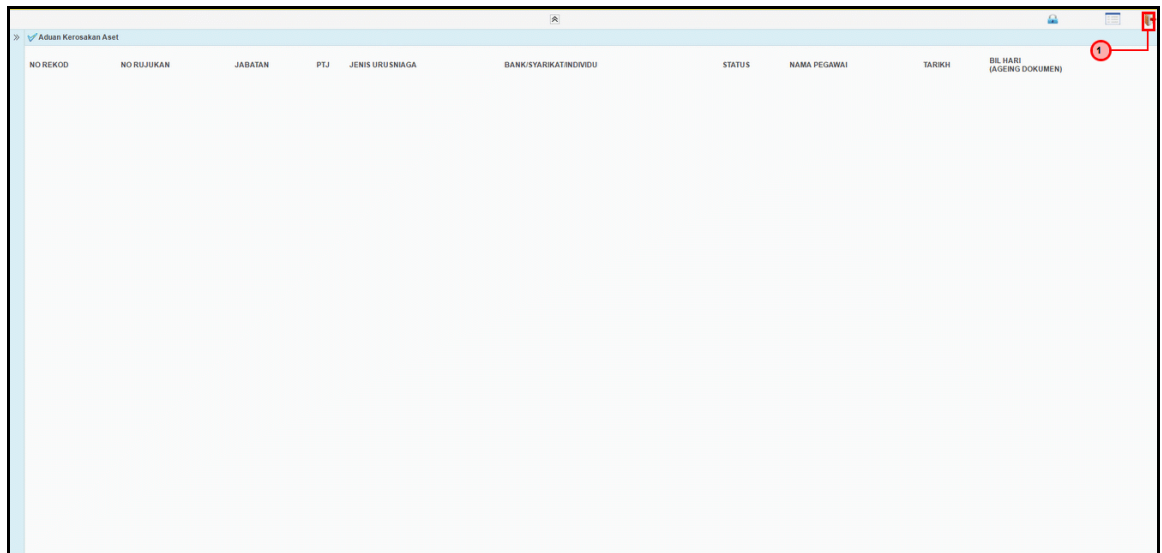 Aduan Kerosakan Aset
1
NO REKOD NO RUJUKAN JABATAN PTJ JENIS URUSNIAGA BANK/SYARIKAT/INDIVIDU STATUS NAMA PEGAWAI TARIKH BIL HARI
(AGEING DOKUMEN)